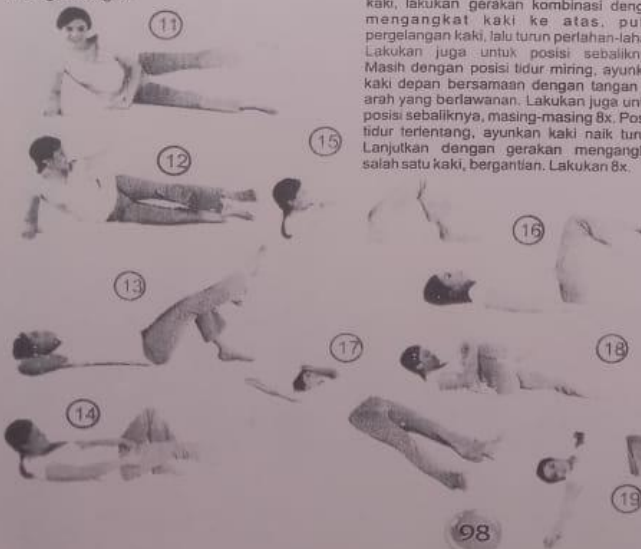 kaki, lakukan gerakan kombinasi deng
mengangkat kaki ke atas, pu
pergelangan kaki, lalu turun perlahan-laha
Lakukan juga untuk posisi sebalikn
Masih dengan posisi tidur miring, ayunk
kaki depan bersamaan dengan tangan
arah yang berlawanan. Lakukan juga un
posisi sebaliknya, masing-masing 8x. Pos
tidur terlentang, ayunkan kaki naik tun
Lanjutkan dengan gerakan mengangk
salah satu kaki, bergantian. Lakukan 8x.
11
12
15
16
13
17
18
14
19
98